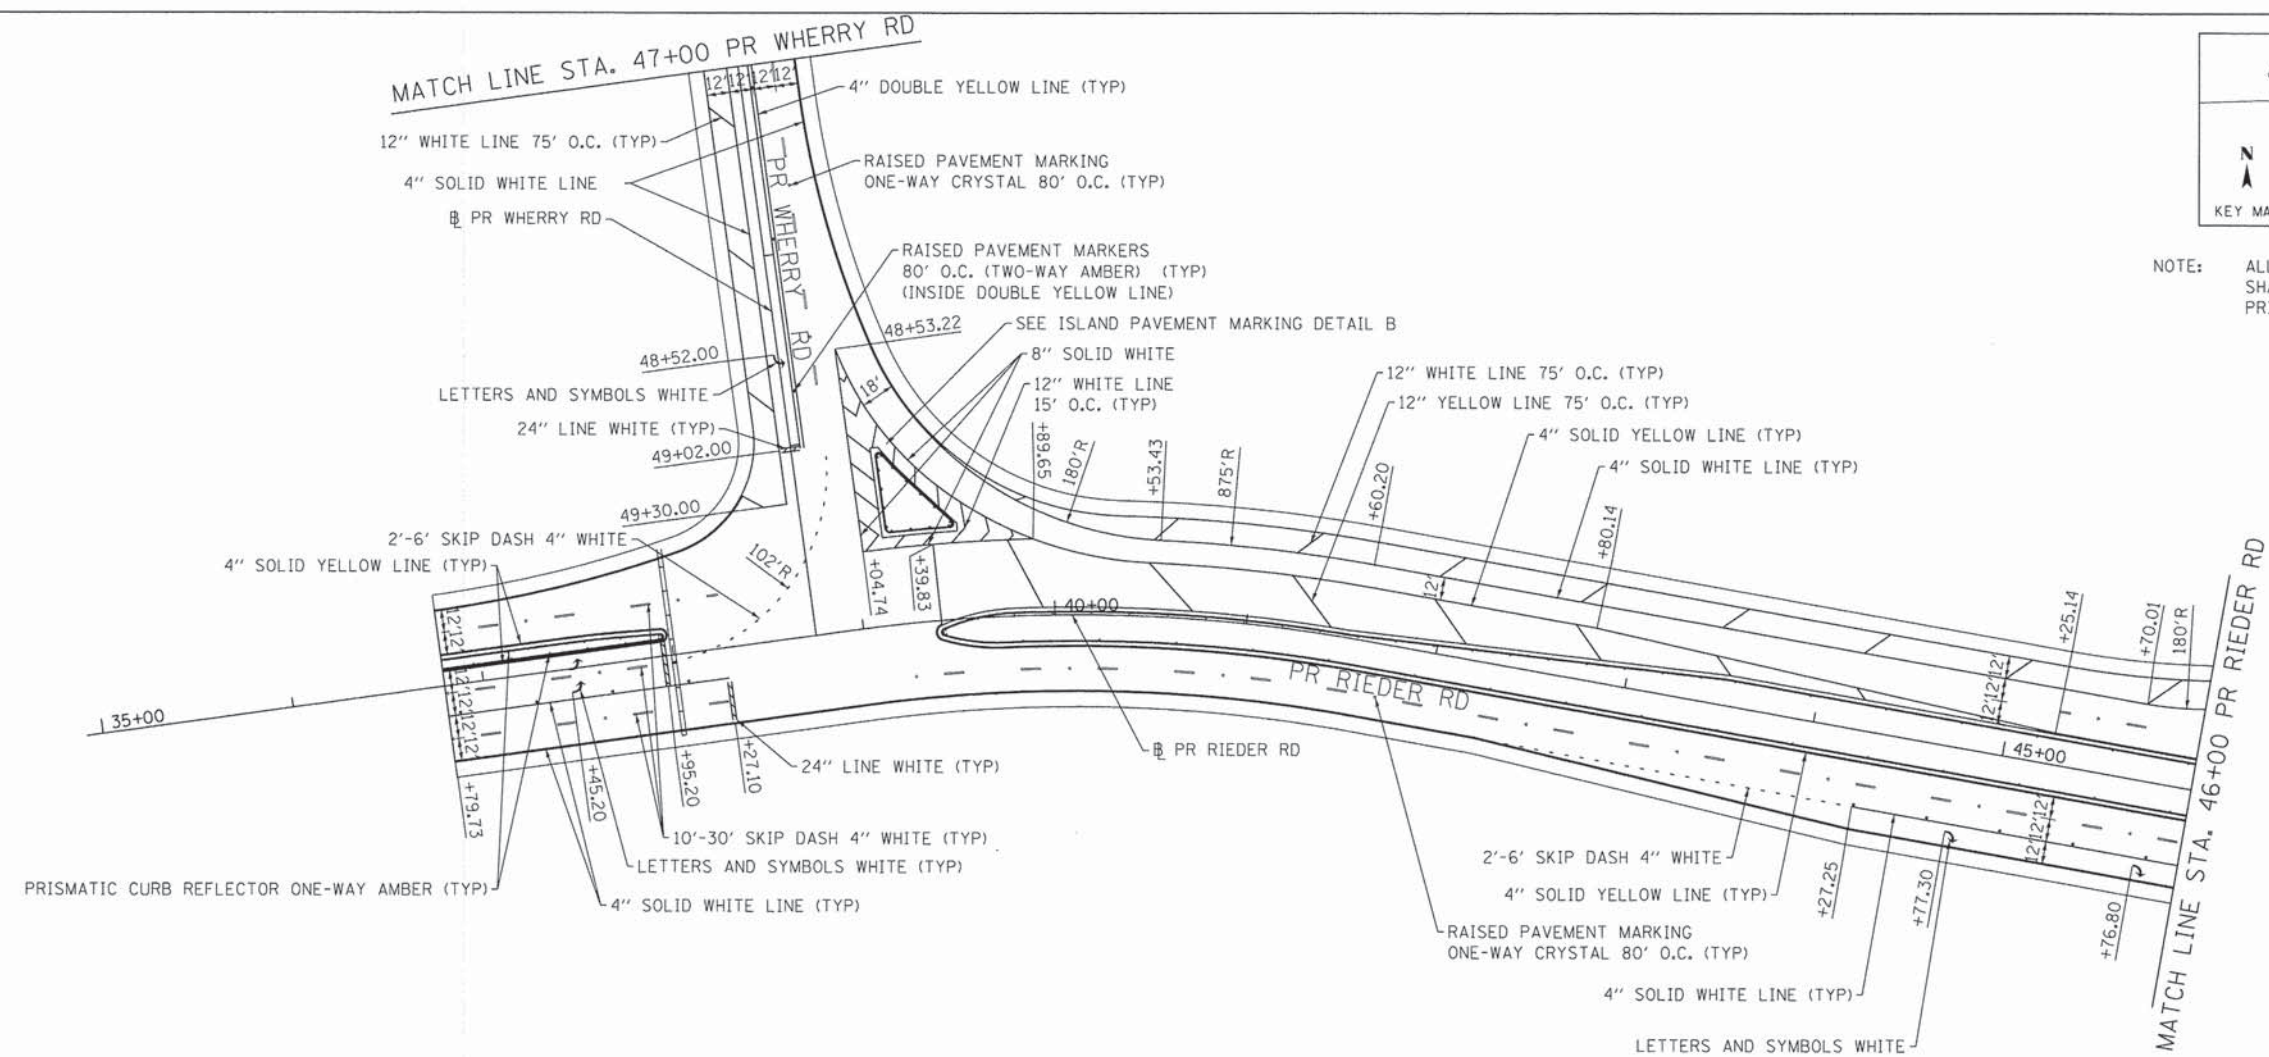 MATCH LINE STA. 47+00 PR WHERRY RD
12' 12' 12' 12'
4" DOUBLE YELLOW LINE (TYP)
12" WHITE LINE 75' O.C. (TYP)
4" SOLID WHITE LINE
RAISED PAVEMENT MARKING
ONE-WAY CRYSTAL 80' O.C. (TYP)
PR WHERRY RD
PR WHERRY RD
RAISED PAVEMENT MARKERS
80' O.C. (TWO-WAY AMBER) (TYP)
(INSIDE DOUBLE YELLOW LINE)
48+53.22
SEE ISLAND PAVEMENT MARKING DETAIL B
48+52.00
8" SOLID WHITE
LETTERS AND SYMBOLS WHITE
12" WHITE LINE
15' O.C. (TYP)
18'
24" LINE WHITE (TYP)
49+02.00
12" WHITE LINE 75' O.C. (TYP)
12" YELLOW LINE 75' O.C. (TYP)
4" SOLID YELLOW LINE (TYP)
4" SOLID WHITE LINE (TYP)
+89.65
180'R
+53.43
875'R
+60.20
+80.14
49+30.00
2'-6' SKIP DASH 4" WHITE
4" SOLID YELLOW LINE (TYP)
102'R
+04.74
+39.83
40+00
12'
+25.14
+70.01
180'R
12'12'
12'12'12'12'
35+00
PR RIEDER RD
12'12'12'
45+00
12'12'12'12'
+79.73
+45.20
+95.20
+27.10
24" LINE WHITE (TYP)
PR RIEDER RD
10'-30' SKIP DASH 4" WHITE (TYP)
LETTERS AND SYMBOLS WHITE (TYP)
PRISMATIC CURB REFLECTOR ONE-WAY AMBER (TYP)
4" SOLID WHITE LINE (TYP)
2'-6' SKIP DASH 4" WHITE
4" SOLID YELLOW LINE (TYP)
+27.25
+77.30
+76.80
RAISED PAVEMENT MARKING
ONE-WAY CRYSTAL 80' O.C. (TYP)
4" SOLID WHITE LINE (TYP)
LETTERS AND SYMBOLS WHITE
MATCH LINE STA. 46+00 PR RIEDER RD
N
NOTE: